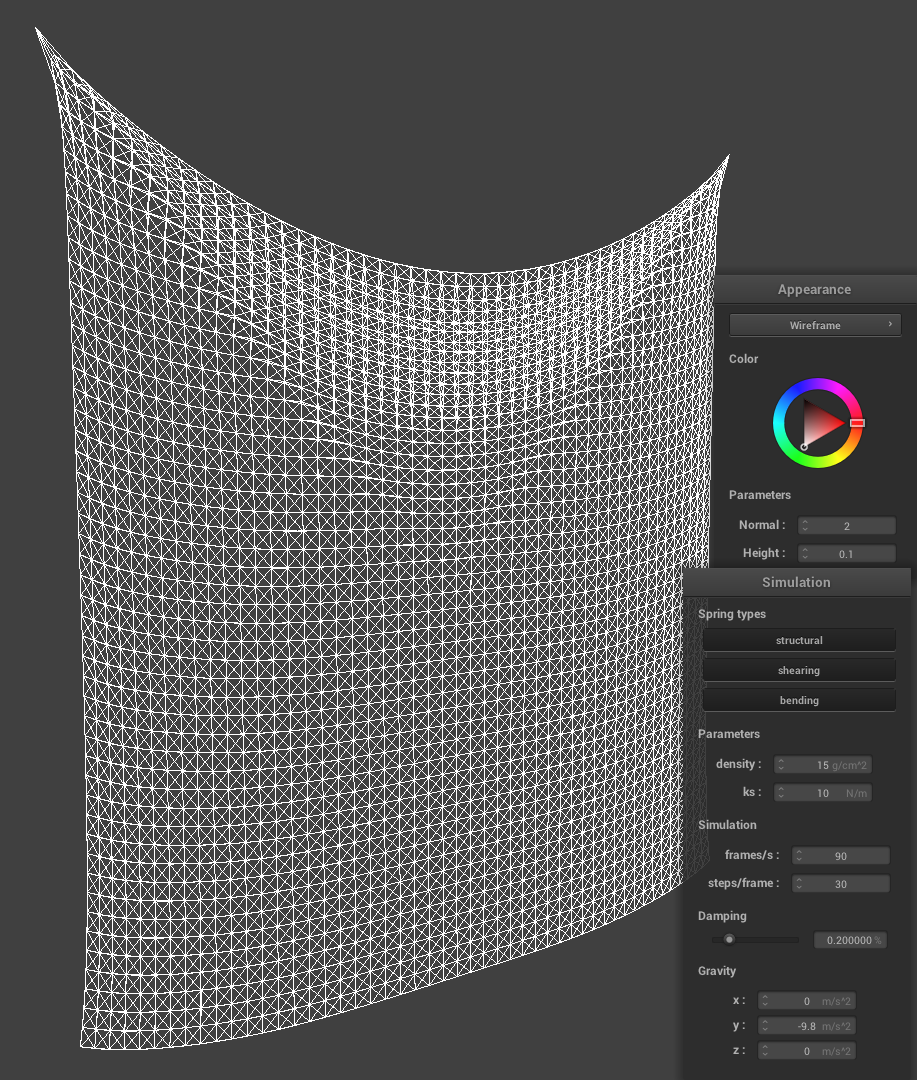 Appearance
Wireframe
Color
Parameters
Normal : 2
Height : 0.1
Simulation
Spring types
structural
shearing
bending
Parameters
density : 15 g/cm^2
ks : 10 N/m
Simulation
frames/s : 90
steps/frame : 30
Damping
0.200000 %
Gravity
x : 0 m/s^2
y : -9.8 m/s^2
z : 0 m/s^2